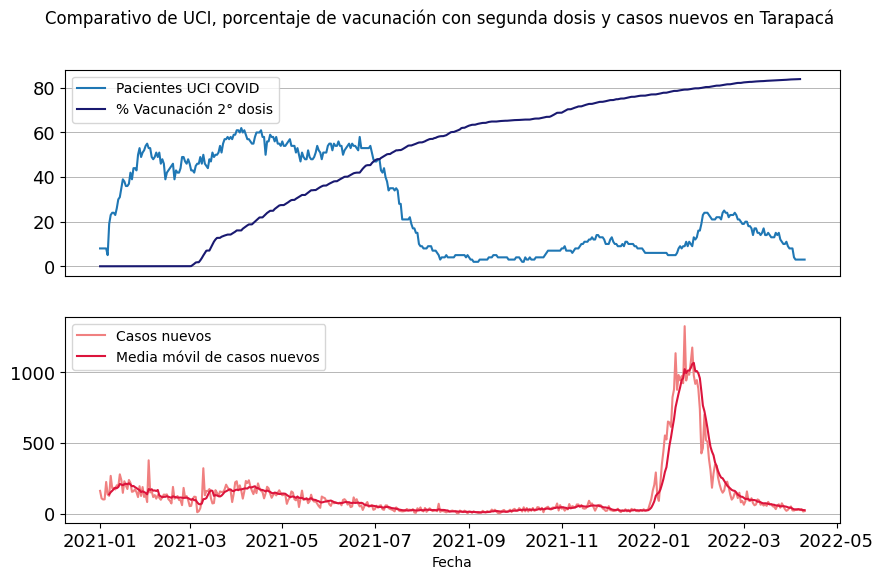 Comparativo de UCI, porcentaje de vacunación con segunda dosis y casos nuevos en Tarapacá
Pacientes UCI COVID
% Vacunación 2° dosis
80
60
40
20
0
Casos nuevos
Media móvil de casos nuevos
1000
500
0
2021-01 2021-03 2021-05 2021-07 2021-09 2021-11 2022-01 2022-03 2022-05
Fecha